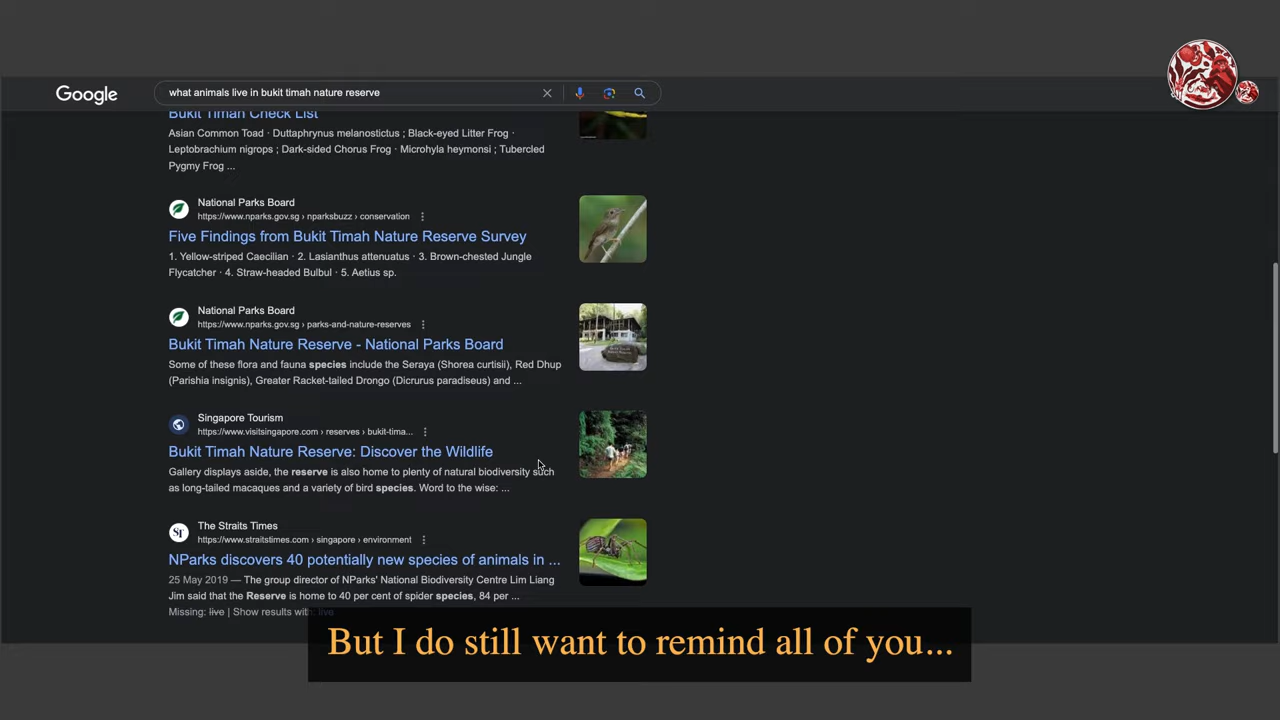 Google
what animals live in bukit timah nature reserve
Bukit Timah Check List
Asian Common Toad · Duttaphrynus melanostictus ; Black-eyed Litter Frog ·
Leptobrachium nigrops ; Dark-sided Chorus Frog · Microhyla heymonsi ; Tubercled
Pygmy Frog ...
National Parks Board
https://www.nparks.gov.sg › nparksbuzz › conservation
Five Findings from Bukit Timah Nature Reserve Survey
1. Yellow-striped Caecilian · 2. Lasianthus attenuatus · 3. Brown-chested Jungle
Flycatcher · 4. Straw-headed Bulbul · 5. Aetius sp.
National Parks Board
https://www.nparks.gov.sg › parks-and-nature-reserves
Bukit Timah Nature Reserve - National Parks Board
Some of these flora and fauna species include the Seraya (Shorea curtisii), Red Dhup
(Parishia insignis), Greater Racket-tailed Drongo (Dicrurus paradiseus) and ...
Singapore Tourism
https://www.visitsingapore.com › reserves › bukit-tima...
Bukit Timah Nature Reserve: Discover the Wildlife
Gallery displays aside, the reserve is also home to plenty of natural biodiversity such
as long-tailed macaques and a variety of bird species. Word to the wise: ...
ST
The Straits Times
https://www.straitstimes.com › singapore › environment
NParks discovers 40 potentially new species of animals in ...
25 May 2019 — The group director of NParks' National Biodiversity Centre Lim Liang
Jim said that the Reserve is home to 40 per cent of spider species, 84 per ...
Missing: live | Show results with: live
But I do still want to remind all of you...